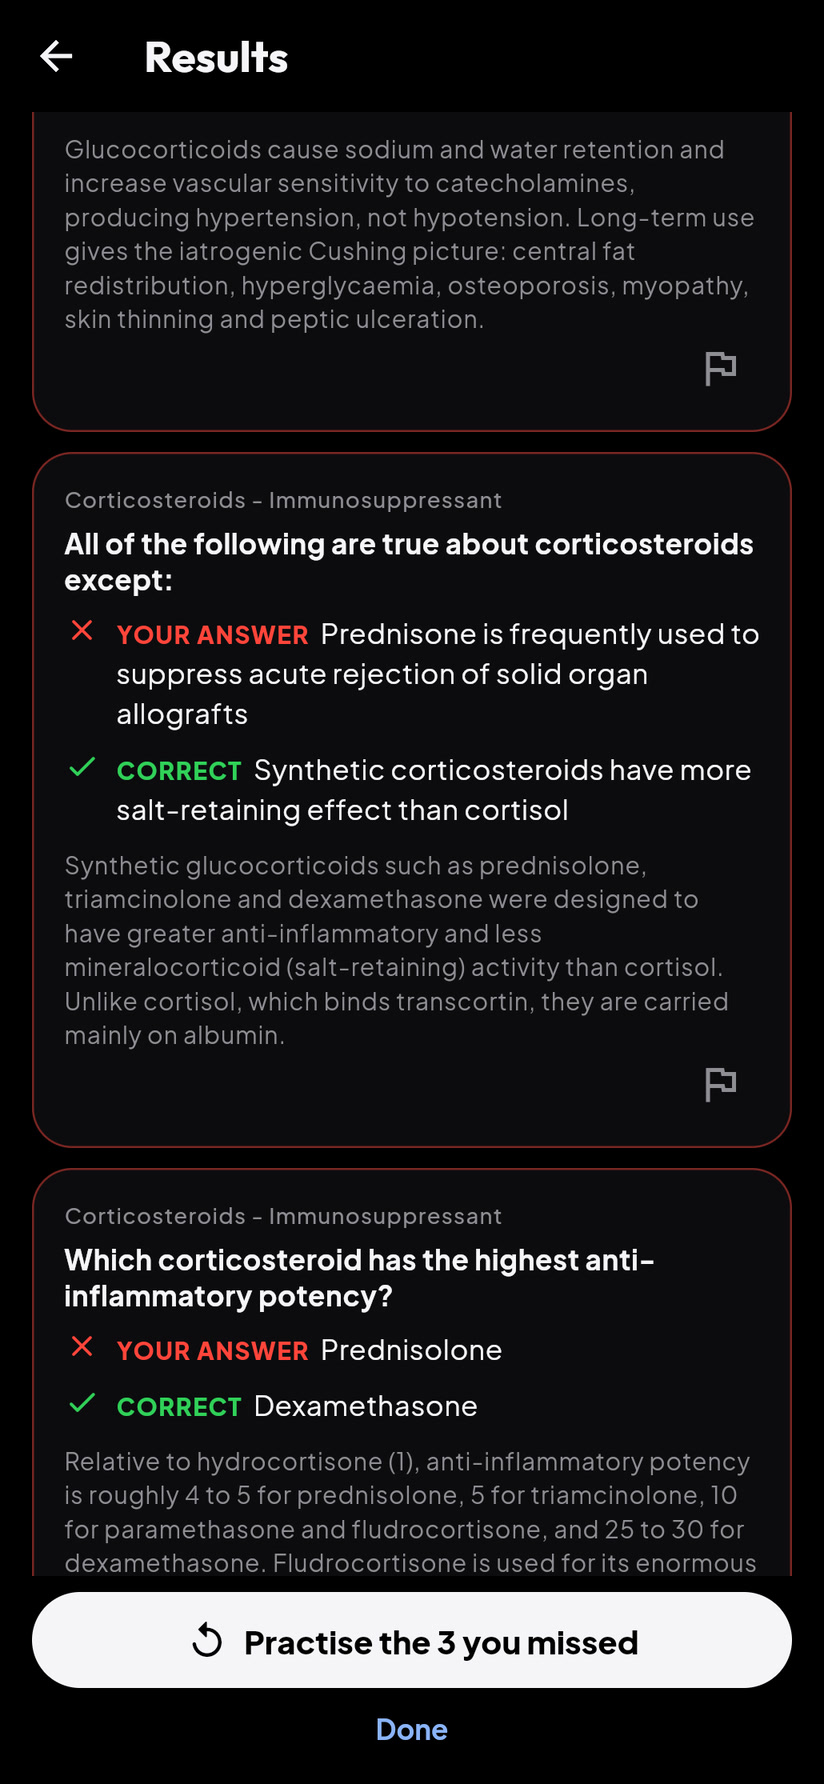 Results
Glucocorticoids cause sodium and water retention and
increase vascular sensitivity to catecholamines,
producing hypertension, not hypotension. Long-term use
gives the iatrogenic Cushing picture: central fat
redistribution, hyperglycaemia, osteoporosis, myopathy,
skin thinning and peptic ulceration.
Corticosteroids - Immunosuppressant
All of the following are true about corticosteroids
except:
YOUR ANSWER Prednisone is frequently used to
suppress acute rejection of solid organ
allografts
CORRECT Synthetic corticosteroids have more
salt-retaining effect than cortisol
Synthetic glucocorticoids such as prednisolone,
triamcinolone and dexamethasone were designed to
have greater anti-inflammatory and less
mineralocorticoid (salt-retaining) activity than cortisol.
Unlike cortisol, which binds transcortin, they are carried
mainly on albumin.
Corticosteroids - Immunosuppressant
Which corticosteroid has the highest anti-
inflammatory potency?
YOUR ANSWER Prednisolone
CORRECT Dexamethasone
Relative to hydrocortisone (1), anti-inflammatory potency
is roughly 4 to 5 for prednisolone, 5 for triamcinolone, 10
for paramethasone and fludrocortisone, and 25 to 30 for
dexamethasone. Fludrocortisone is used for its enormous
Practise the 3 you missed
Done